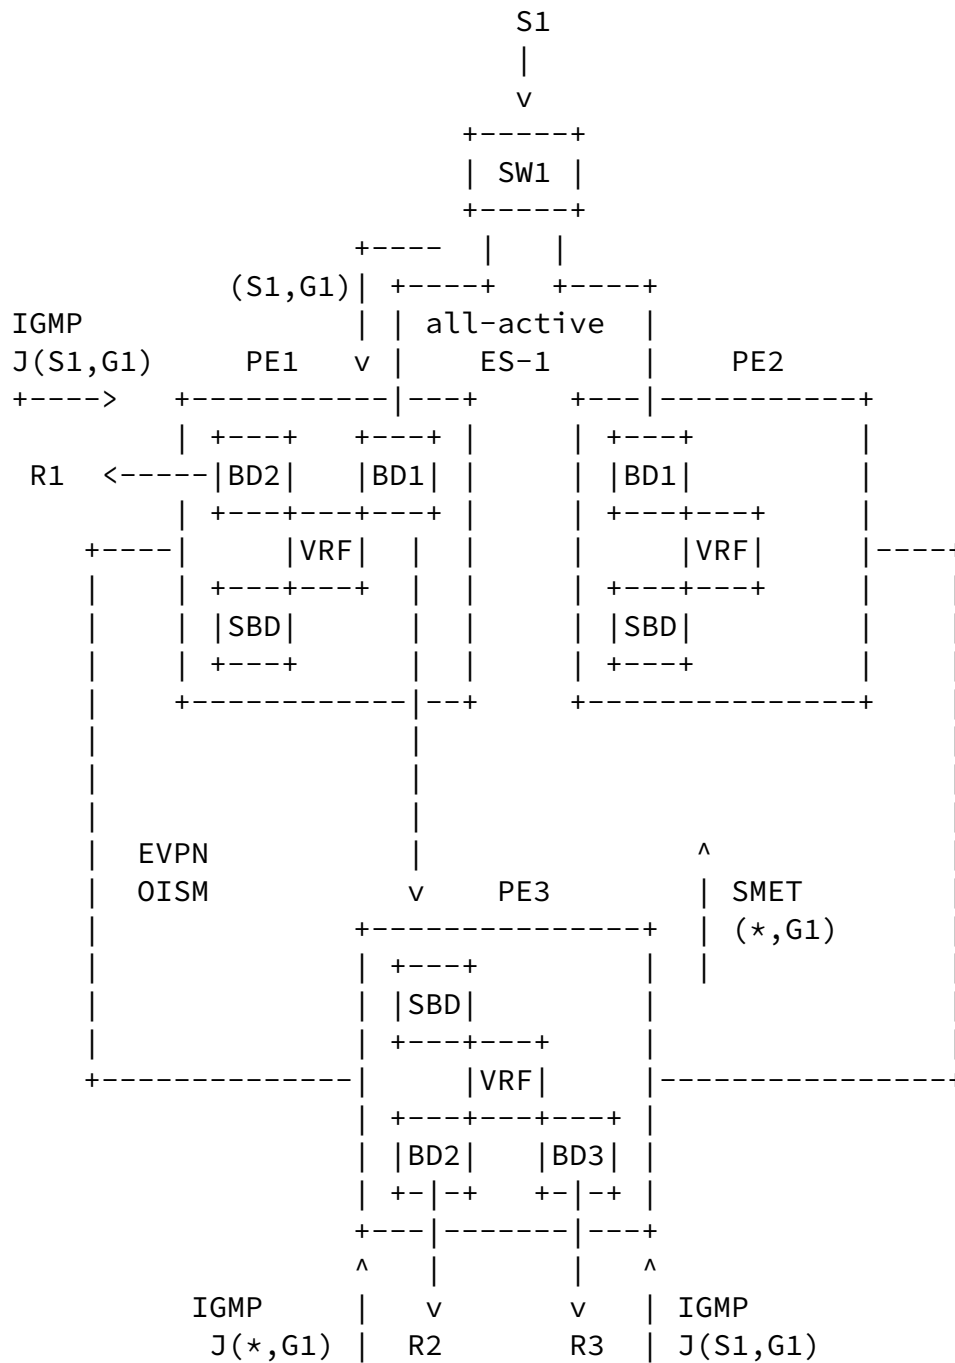 S1
v
SW1
(S1,G1)
IGMP all-active
J(S1,G1) PE1 v ES-1 PE2
R1 BD2 BD1 BD1
VRF VRF
SBD SBD
EVPN ^
OISM v PE3 SMET
(*,G1)
SBD
VRF
BD2 BD3
^ ^
IGMP v v IGMP
J(*,G1) R2 R3 J(S1,G1)